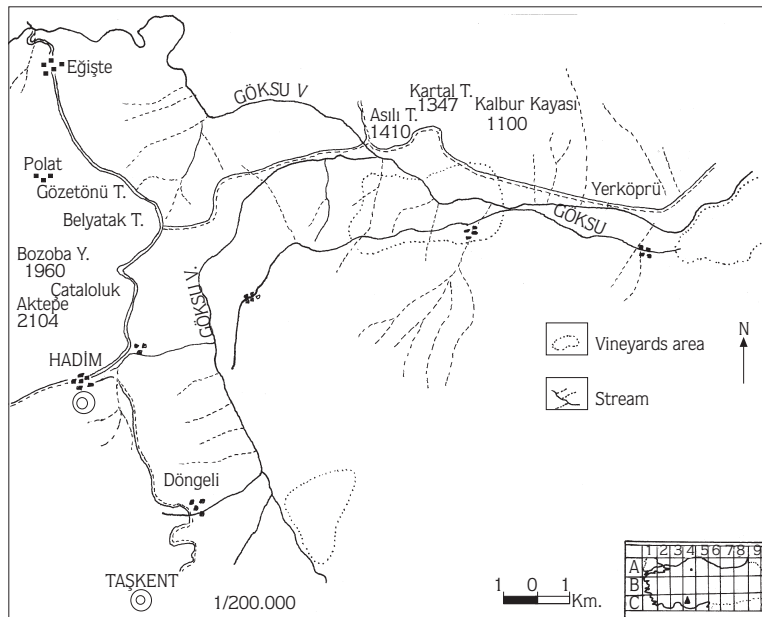 Eğişte
GÖKSU V
Kartal T.
1347
Asılı T.
1410
Kalbur Kayası
1100
Polat
Gözetönü T.
Belyatak T.
Yerköprü
GÖKSU
Bozoba Y.
1960
Çataloluk
Aktepe
2104
GÖKSU V.
HADİM
Vineyards area
N
Stream
Döngeli
TAŞKENT
1/200.000
1 0 1
Km.
1 2 3 4 5 6 7 8 9
A
B
C